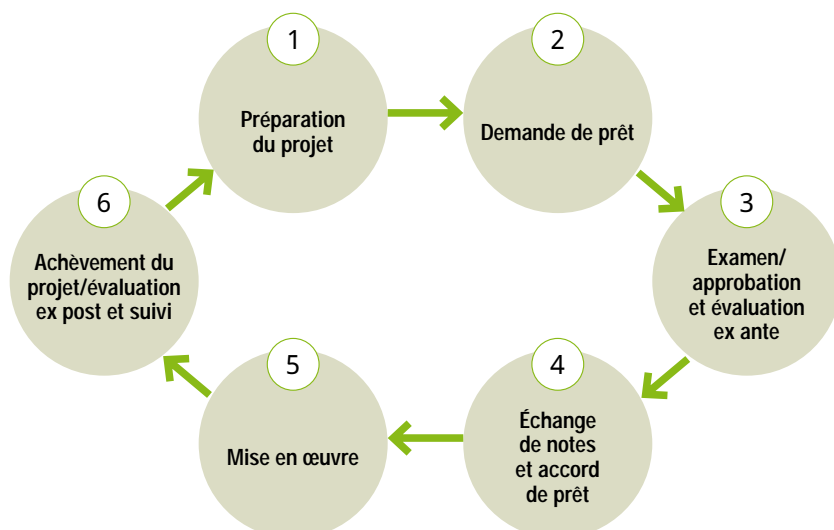 1
Préparation
du projet
2
Demande de prêt
3
Examen/
approbation
et évaluation
ex ante
4
Échange
de notes
et accord
de prêt
5
Mise en œuvre
6
Achèvement du
projet/évaluation
ex post et suivi